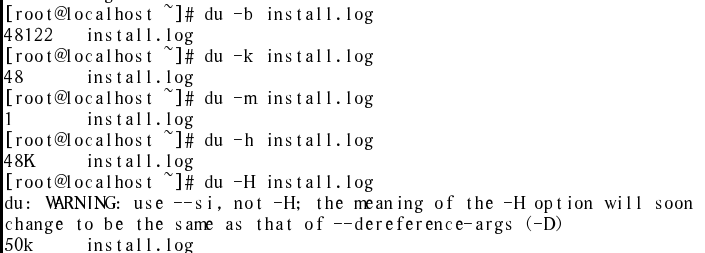 [root@localhost ~]# du -b install.log
48122 install.log
[root@localhost ~]# du -k install.log
48 install.log
[root@localhost ~]# du -m install.log
1 install.log
[root@localhost ~]# du -h install.log
48K install.log
[root@localhost ~]# du -H install.log
du: WARNING: use --si, not -H; the meaning of the -H option will soon
change to be the same as that of --dereference-args (-D)
50k install.log